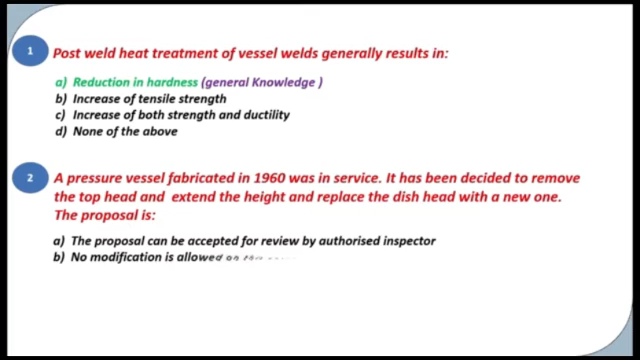 1 Post weld heat treatment of vessel welds generally results in:
a) Reduction in hardness (general Knowledge )
b) Increase of tensile strength
c) Increase of both strength and ductility
d) None of the above
2 A pressure vessel fabricated in 1960 was in service. It has been decided to remove
the top head and extend the height and replace the dish head with a new one.
The proposal is:
a) The proposal can be accepted for review by authorised inspector
b) No modification is allowed on